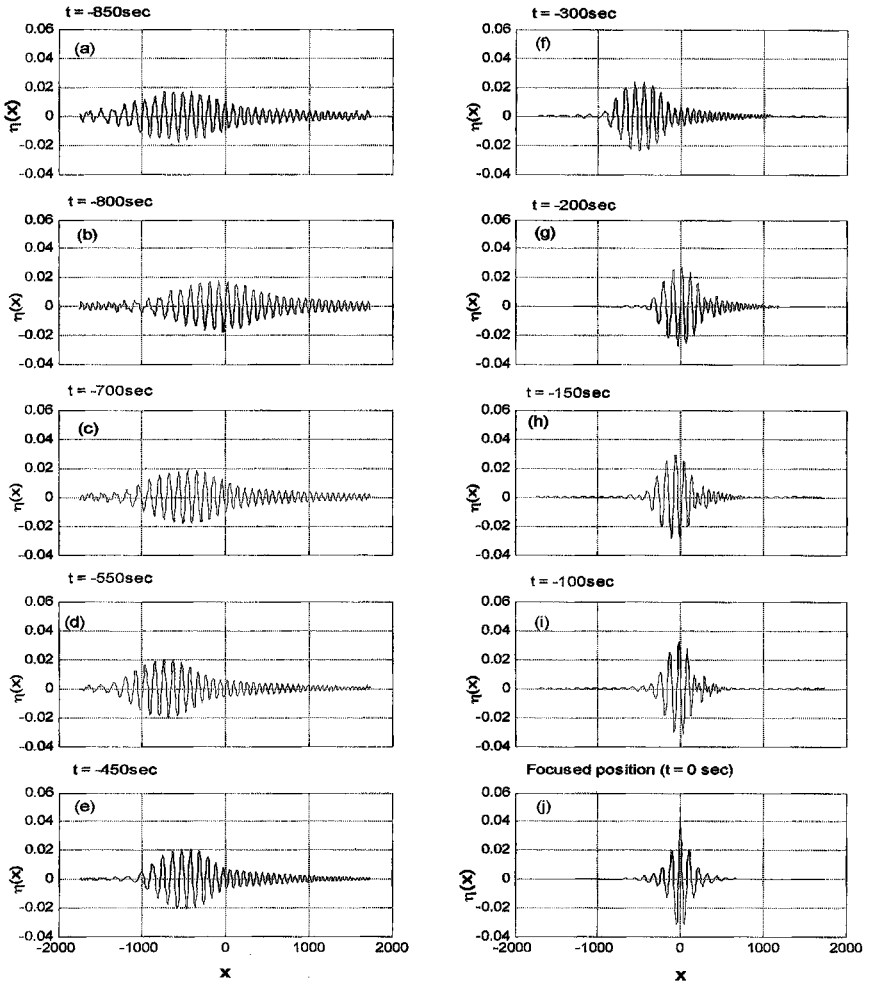 t = -850sec
(a)
0.06
0.04
0.02
0
-0.02
-0.04
η(x)
t = -800sec
(b)
0.06
0.04
0.02
0
-0.02
-0.04
η(x)
t = -700sec
(c)
0.06
0.04
0.02
0
-0.02
-0.04
η(x)
t = -550sec
(d)
0.06
0.04
0.02
0
-0.02
-0.04
η(x)
t = -450sec
(e)
0.06
0.04
0.02
0
-0.02
-0.04
η(x)
-2000 -1000 0 1000 2000
x
t = -300sec
(f)
0.06
0.04
0.02
0
-0.02
-0.04
η(x)
t = -200sec
(g)
0.06
0.04
0.02
0
-0.02
-0.04
η(x)
t = -150sec
(h)
0.06
0.04
0.02
0
-0.02
-0.04
η(x)
t = -100sec
(i)
0.06
0.04
0.02
0
-0.02
-0.04
η(x)
Focused position (t = 0 sec)
(j)
0.06
0.04
0.02
0
-0.02
-0.04
η(x)
-2000 -1000 0 1000 2000
x